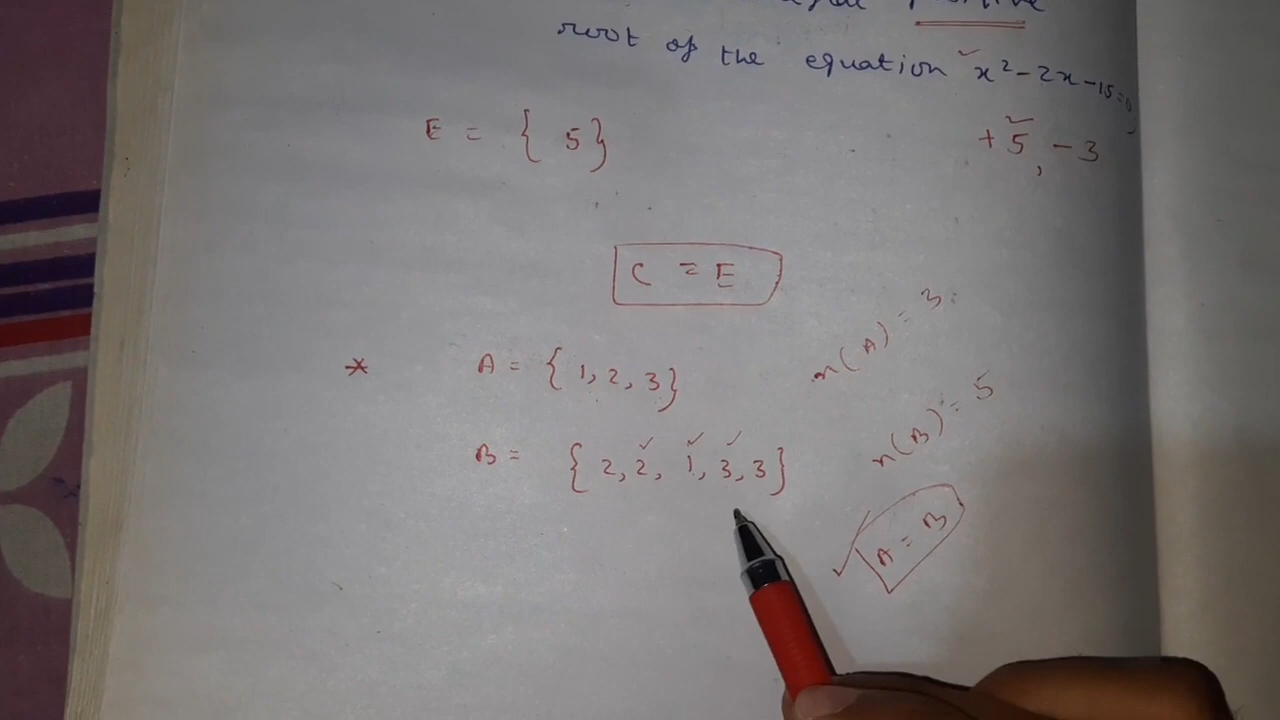 root of the equation x² - 2x - 15 = 0,
E = { 5}
+5, -3
C = E
* A = {1, 2, 3}
n(A) = 3.
B = {2, 2, 1, 3, 3}
n(B) = 5
A = B